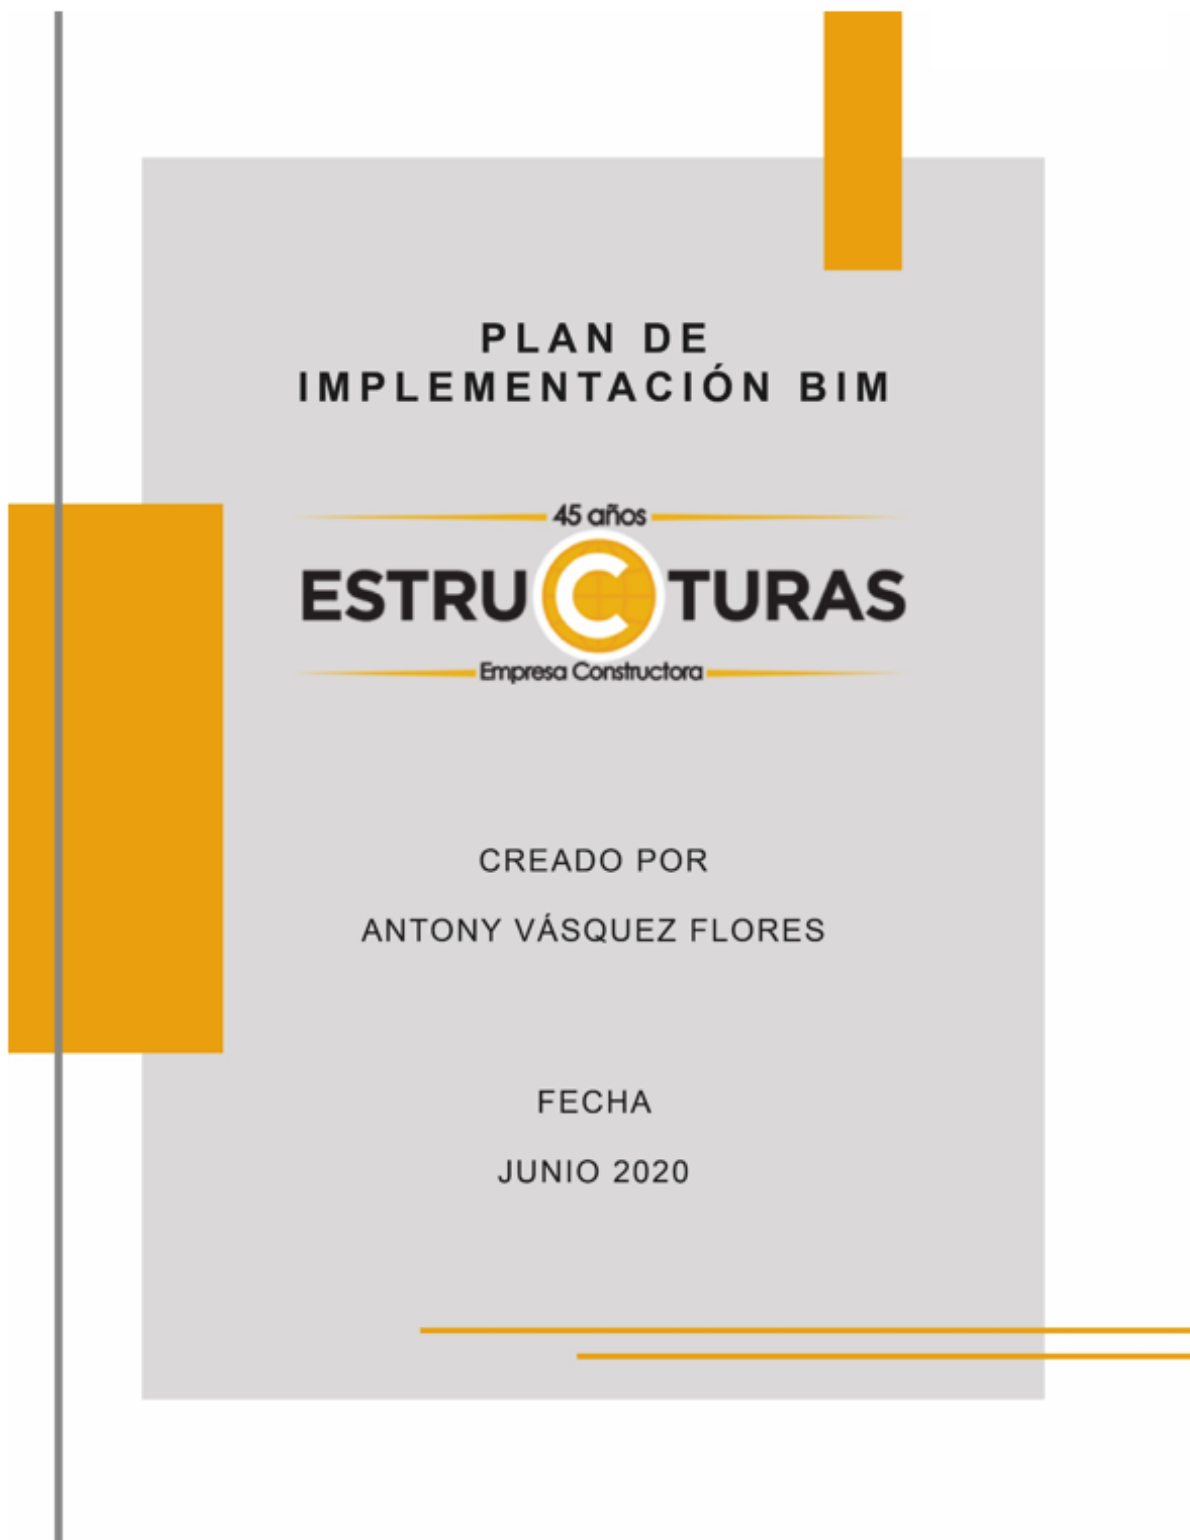 PLAN DE
IMPLEMENTACIÓN BIM
45 años
ESTRUCTURAS
Empresa Constructora
CREADO POR
ANTONY VÁSQUEZ FLORES
FECHA
JUNIO 2020